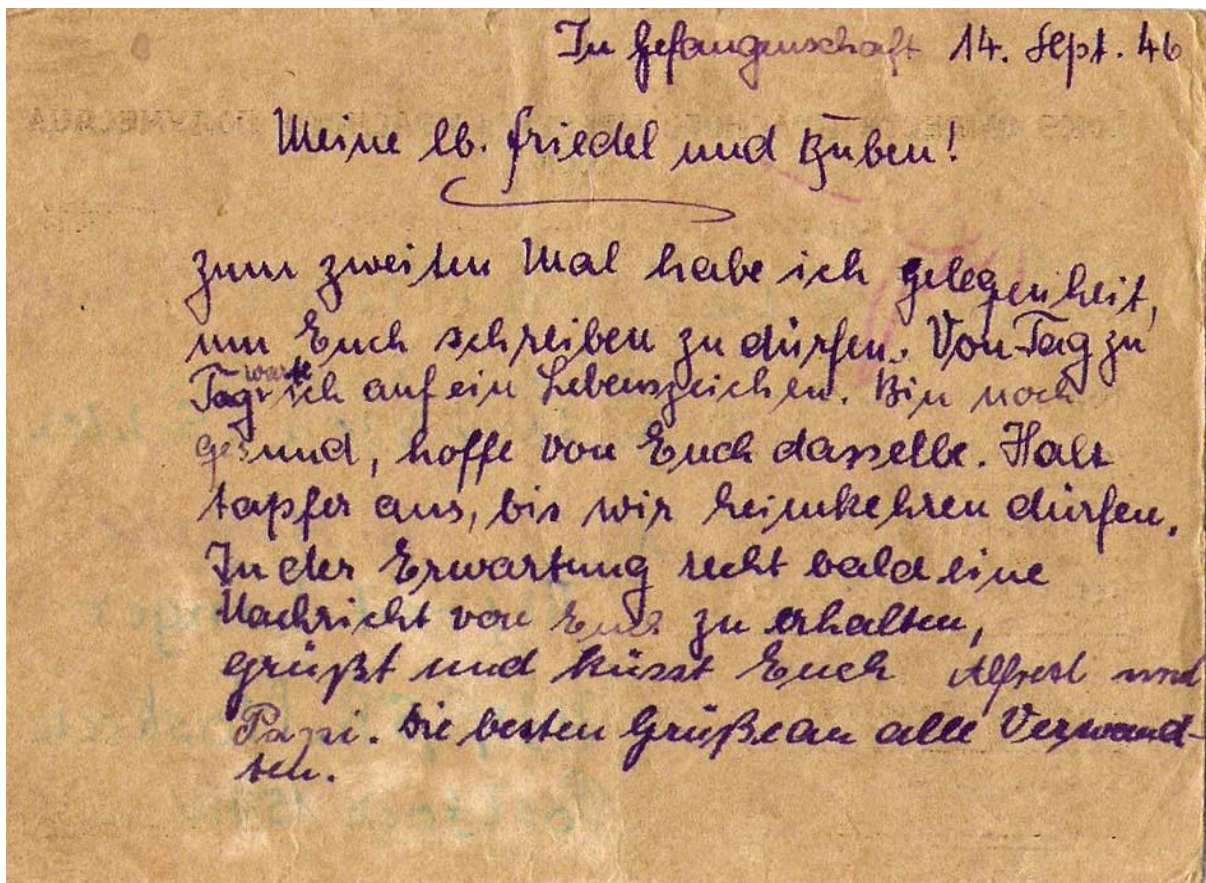 In Gefangenschaft 14. Sept. 46
Meine lb. Friedel und Buben!
zum zweiten Mal habe ich Gelegenheit,
um Euch schreiben zu dürfen. Von Tag zu
Tag warte ich auf ein Lebenszeichen. Bin noch
gesund, hoffe von Euch dasselbe. Halt
tapfer aus, bis wir heimkehren dürfen.
In der Erwartung recht bald eine
Nachricht von Euch zu erhalten,
grüßt und küsst Euch Alfred und
Papi. Die besten Grüße an alle Verwand-
ten.